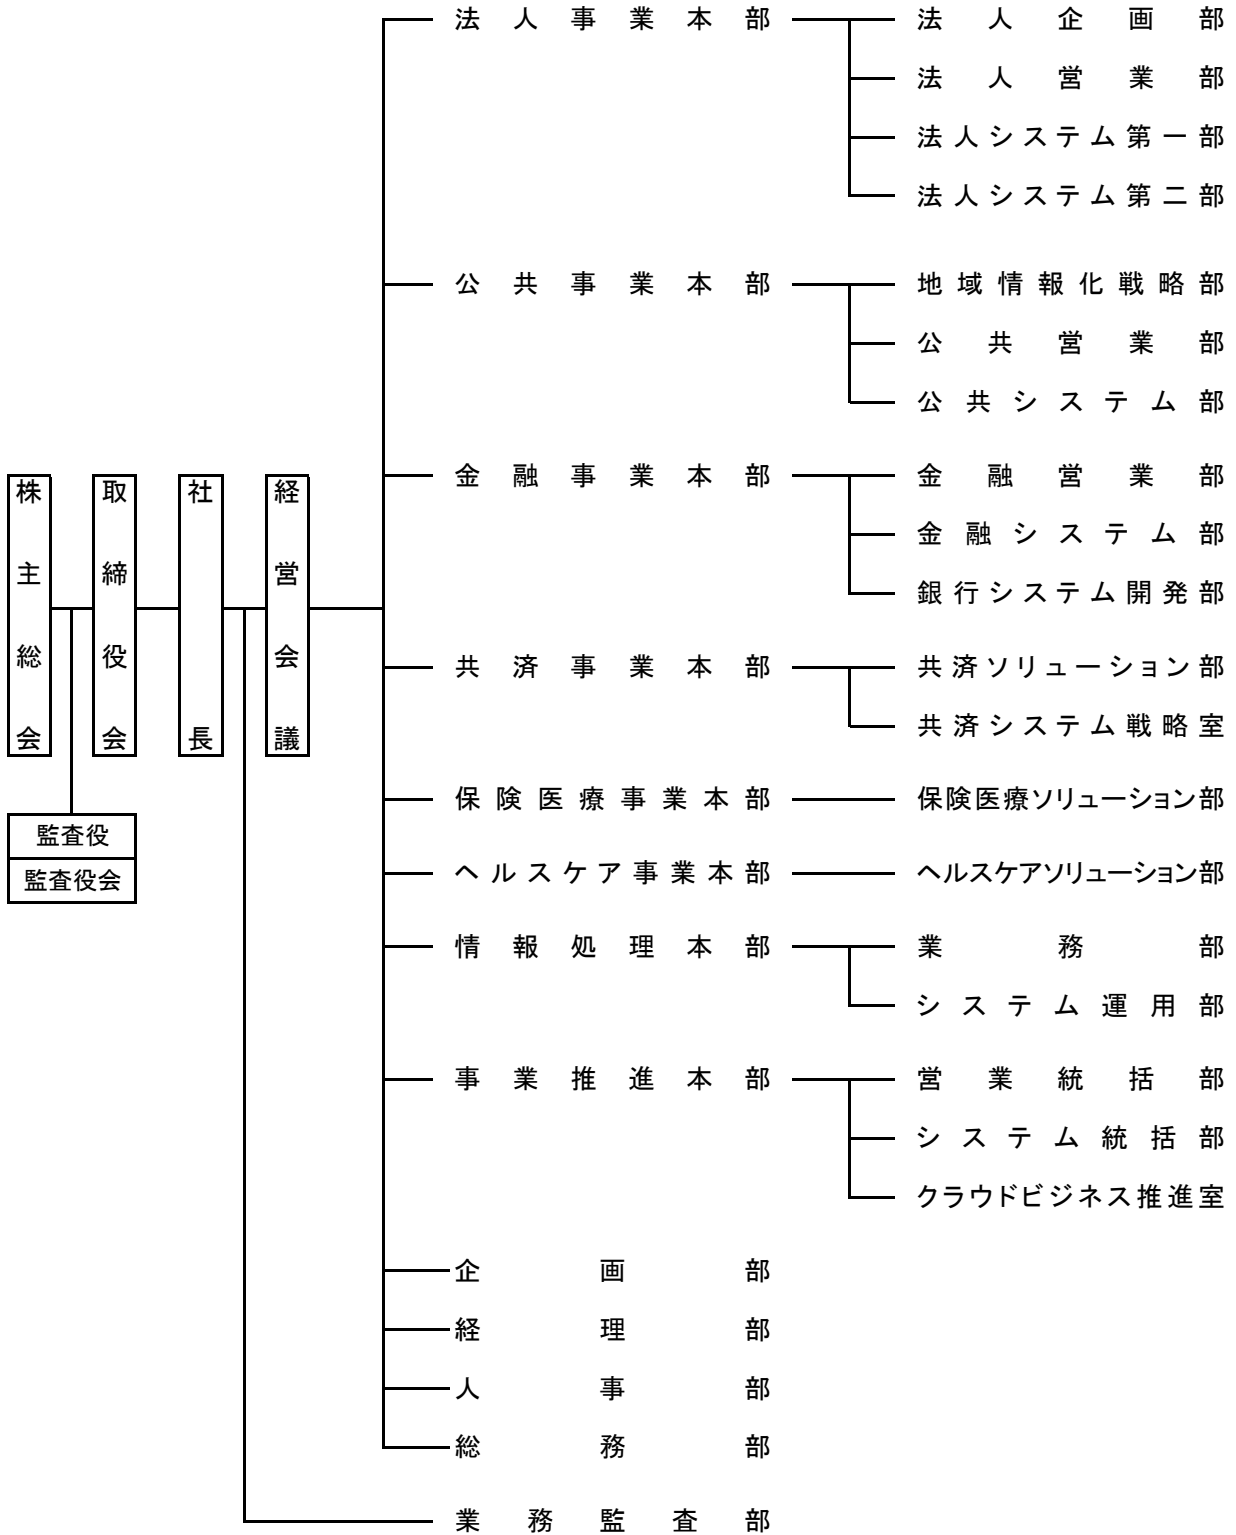 株主総会
取締役会
社長
経営会議
監査役
監査役会
法人事業本部
法人企画部
法人営業部
法人システム第一部
法人システム第二部
公共事業本部
地域情報化戦略部
公共営業部
公共システム部
金融事業本部
金融営業部
金融システム部
銀行システム開発部
共済事業本部
共済ソリューション部
共済システム戦略室
保険医療事業本部
保険医療ソリューション部
ヘルスケア事業本部
ヘルスケアソリューション部
情報処理本部
業務部
システム運用部
事業推進本部
営業統括部
システム統括部
クラウドビジネス推進室
企画部
経理部
人事部
総務部
業務監査部